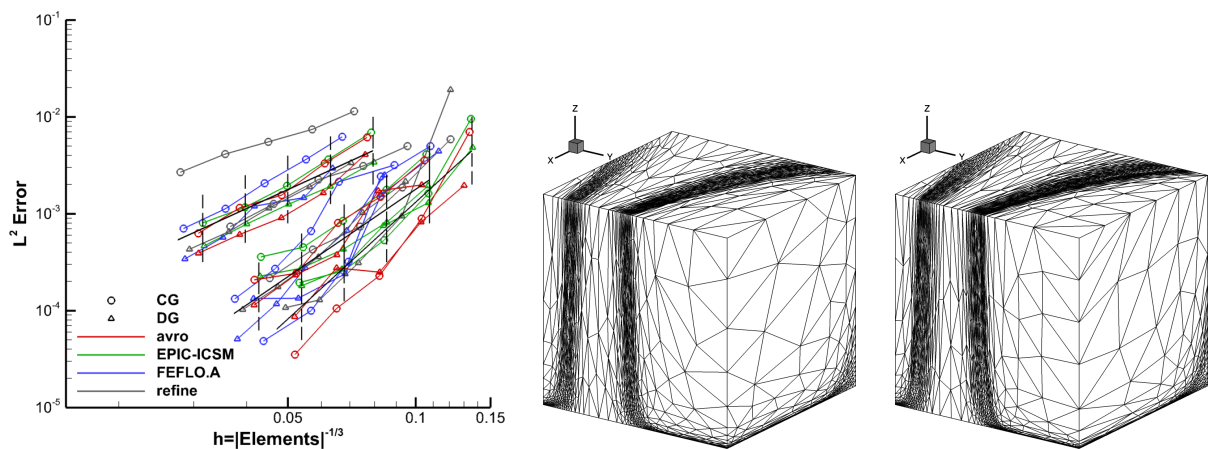 10^-1
10^-2
10^-3
10^-4
10^-5
L^2 Error
CG
DG
avro
EPIC-ICSM
FEFLO.A
refine
0.05 0.1 0.15
h=|Elements|^-1/3
Z
X
Y
Z
X
Y